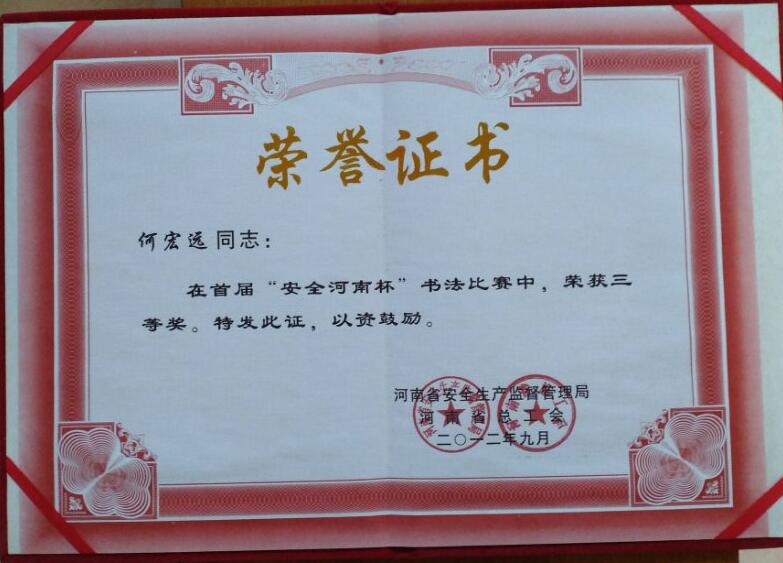 荣誉证书
何宏远 同志：
在首届“安全河南杯”书法比赛中，荣获三
等奖。特发此证，以资鼓励。
河南省安全生产监督管理局
河南省总工会
二〇一二年九月